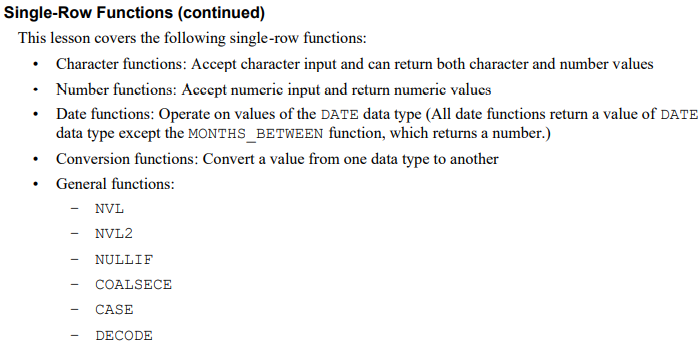 Single-Row Functions (continued)
This lesson covers the following single-row functions:
• Character functions: Accept character input and can return both character and number values
• Number functions: Accept numeric input and return numeric values
• Date functions: Operate on values of the DATE data type (All date functions return a value of DATE
data type except the MONTHS_BETWEEN function, which returns a number.)
• Conversion functions: Convert a value from one data type to another
• General functions:
– NVL
– NVL2
– NULLIF
– COALSECE
– CASE
– DECODE